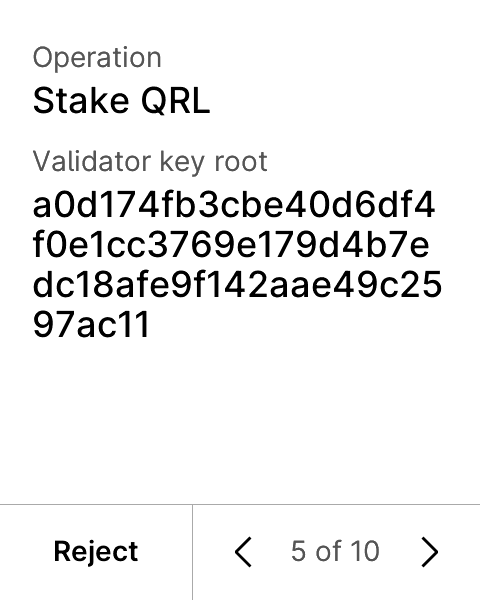 Operation
Stake QRL
Validator key root
a0d174fb3cbe40d6df4
f0e1cc3769e179d4b7e
dc18afe9f142aae49c25
97ac11
Reject
5 of 10